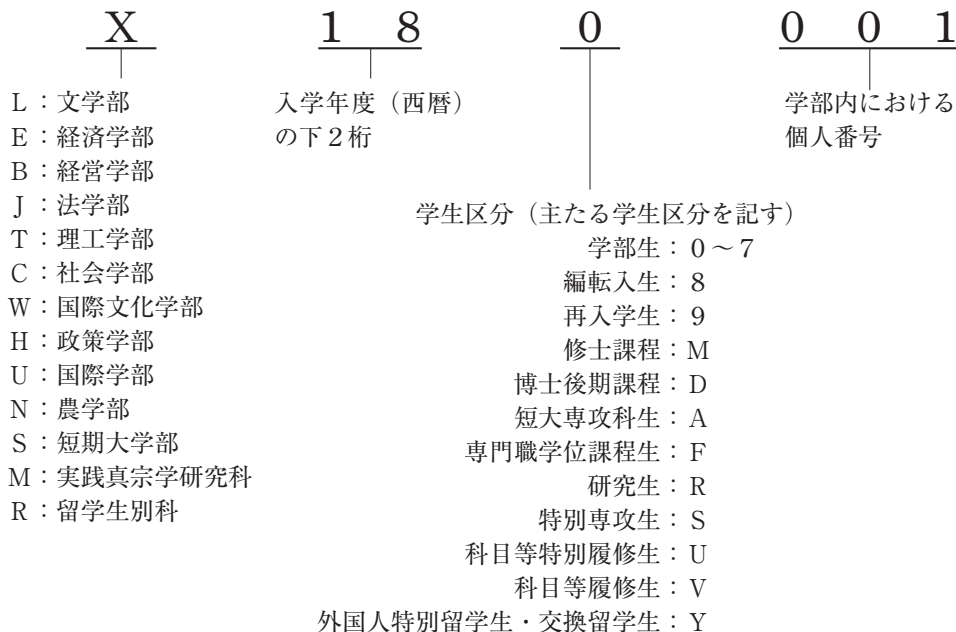 X 18 0 001
L：文学部
E：経済学部
B：経営学部
J：法学部
T：理工学部
C：社会学部
W：国際文化学部
H：政策学部
U：国際学部
N：農学部
S：短期大学部
M：実践真宗学研究科
R：留学生別科
入学年度（西暦）
の下２桁
学生区分（主たる学生区分を記す）
学部生：０～７
編転入生：８
再入学生：９
修士課程：M
博士後期課程：D
短大専攻科生：A
専門職学位課程生：F
研究生：R
特別専攻生：S
科目等特別履修生：U
科目等履修生：V
外国人特別留学生・交換留学生：Y
学部内における
個人番号